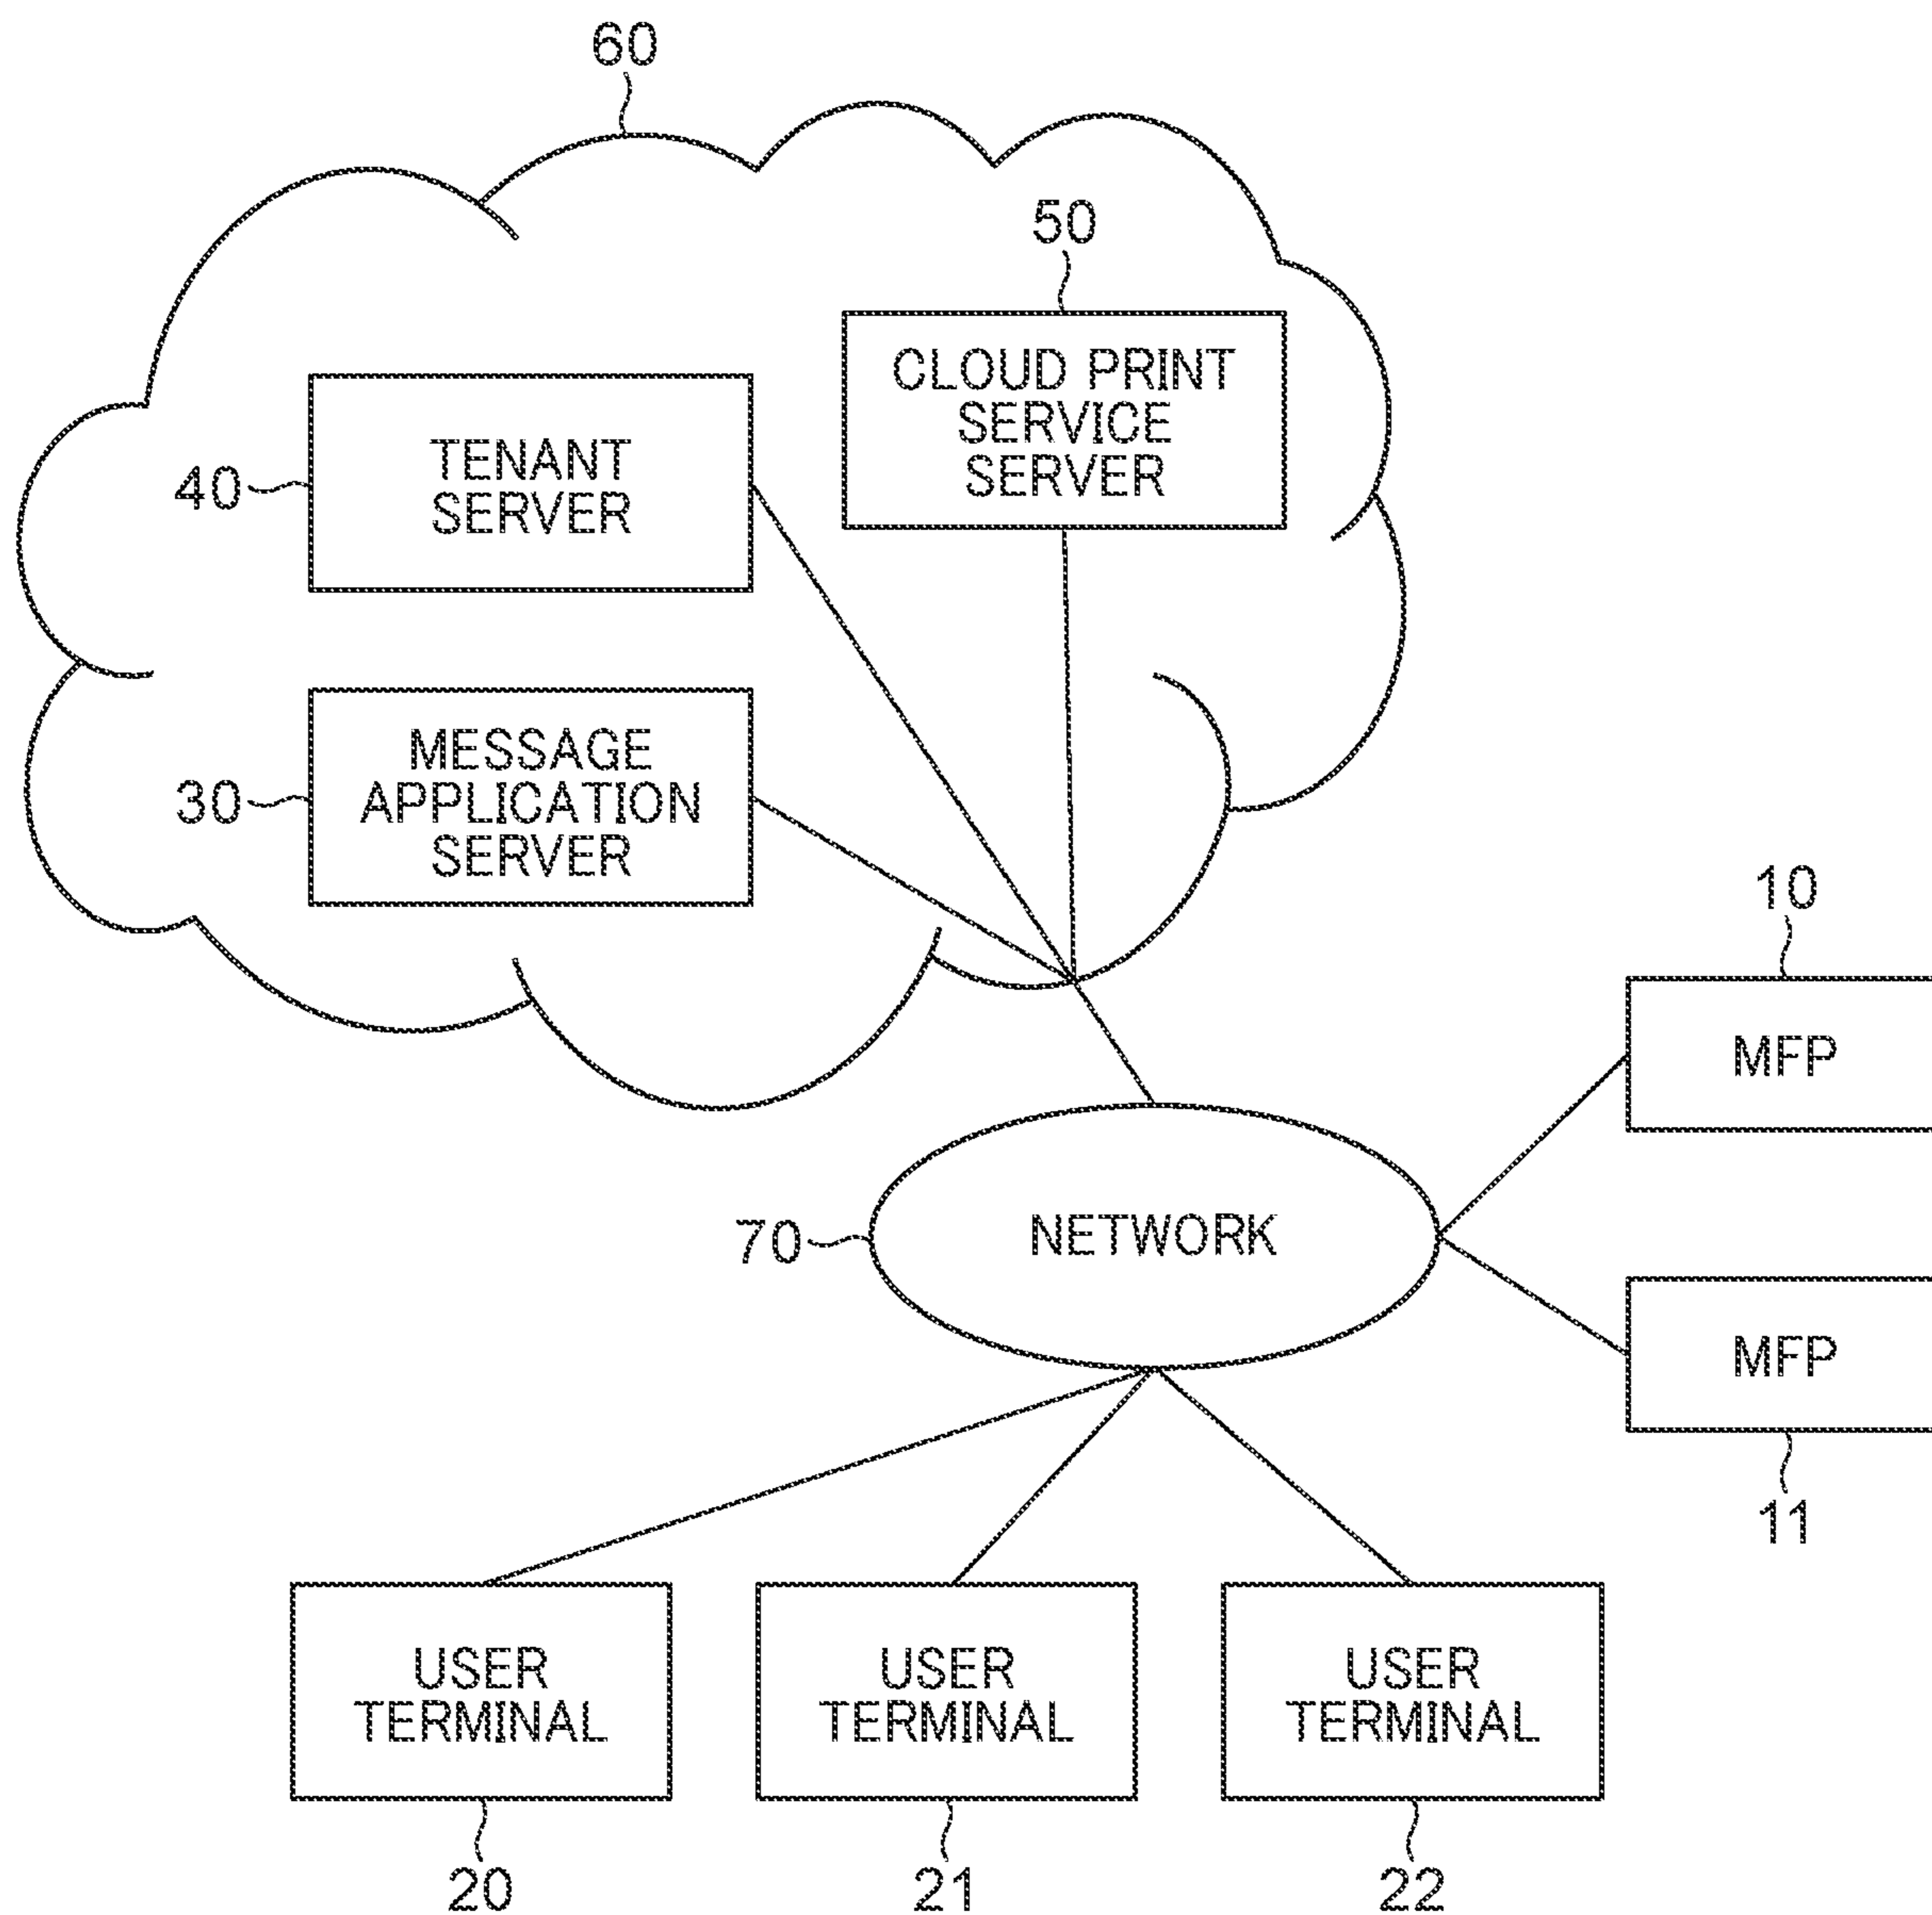 60
50
CLOUD PRINT
SERVICE
SERVER
40
TENANT
SERVER
30
MESSAGE
APPLICATION
SERVER
10
MFP
70
NETWORK
MFP
11
USER
TERMINAL
USER
TERMINAL
USER
TERMINAL
20
21
22